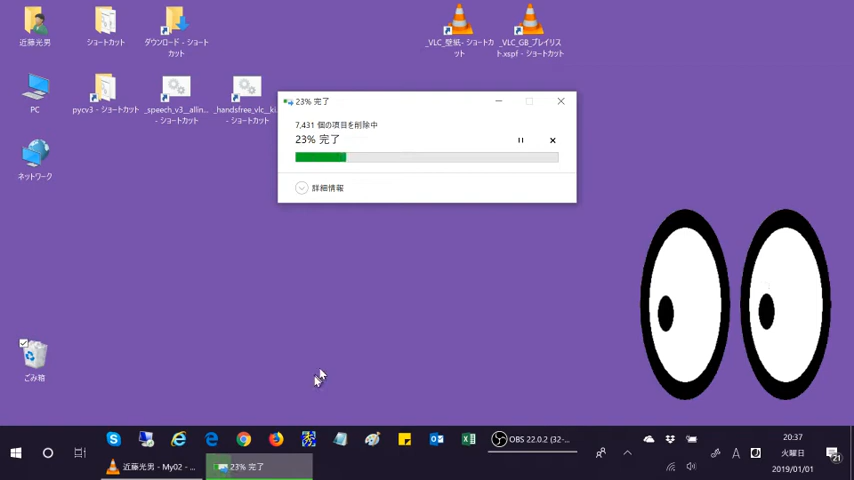 近藤光男
ショートカット
ダウンロード - ショート
カット
_VLC_壁紙- ショートカ
ット
_VLC_GB_プレイリス
ト.xspf - ショートカット
PC
pycv3 - ショートカット
_speech_v3__allin...
- ショートカット
_handsfree_vlc__ki...
- ショートカット
ネットワーク
ごみ箱
23% 完了
7,431 個の項目を削除中
23% 完了
詳細情報
OBS 22.0.2 (32-...
近藤光男 - My02 - ...
23% 完了
A
20:37
火曜日
2019/01/01
21